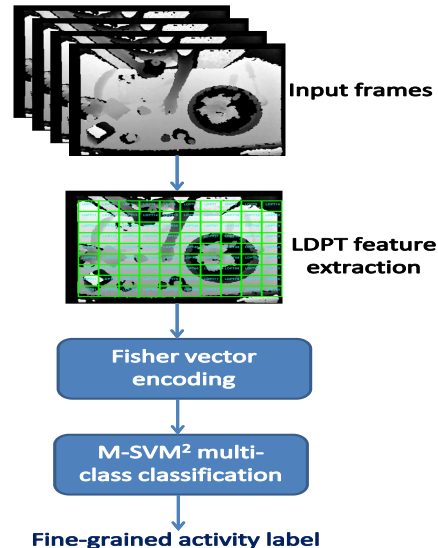 Input frames
LDPT feature
extraction
Fisher vector
encoding
M-SVM² multi-
class classification
Fine-grained activity label